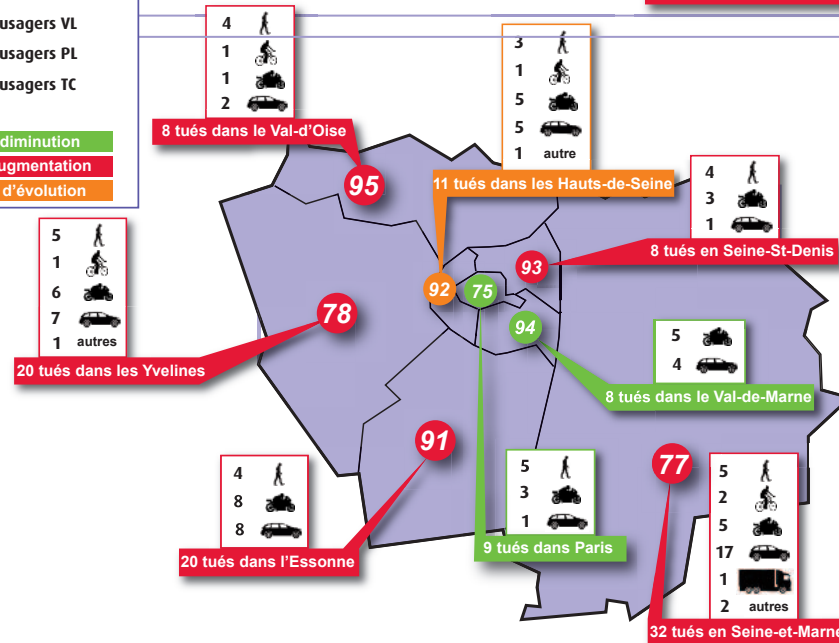 usagers VL
usagers PL
usagers TC
diminution
d'évolution
4
1
1
2
8 tués dans le Val-d'Oise
95
3
1
5
5
1 autre
11 tués dans les Hauts-de-Seine
92
4
3
1
8 tués en Seine-St-Denis
93
5
1
6
7
1 autres
20 tués dans les Yvelines
78
75
94
5
4
8 tués dans le Val-de-Marne
91
4
8
8
20 tués dans l'Essonne
5
3
1
9 tués dans Paris
77
5
2
5
17
1
2 autres
32 tués en Seine-et-Marne